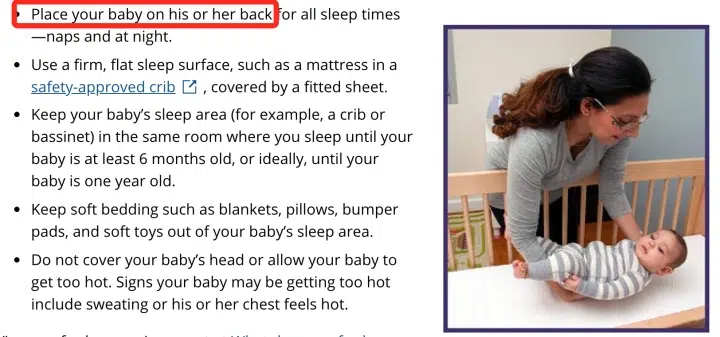 • Place your baby on his or her back for all sleep times
—naps and at night.
• Use a firm, flat sleep surface, such as a mattress in a
safety-approved crib , covered by a fitted sheet.
• Keep your baby’s sleep area (for example, a crib or
bassinet) in the same room where you sleep until your
baby is at least 6 months old, or ideally, until your
baby is one year old.
• Keep soft bedding such as blankets, pillows, bumper
pads, and soft toys out of your baby’s sleep area.
• Do not cover your baby’s head or allow your baby to
get too hot. Signs your baby may be getting too hot
include sweating or his or her chest feels hot.